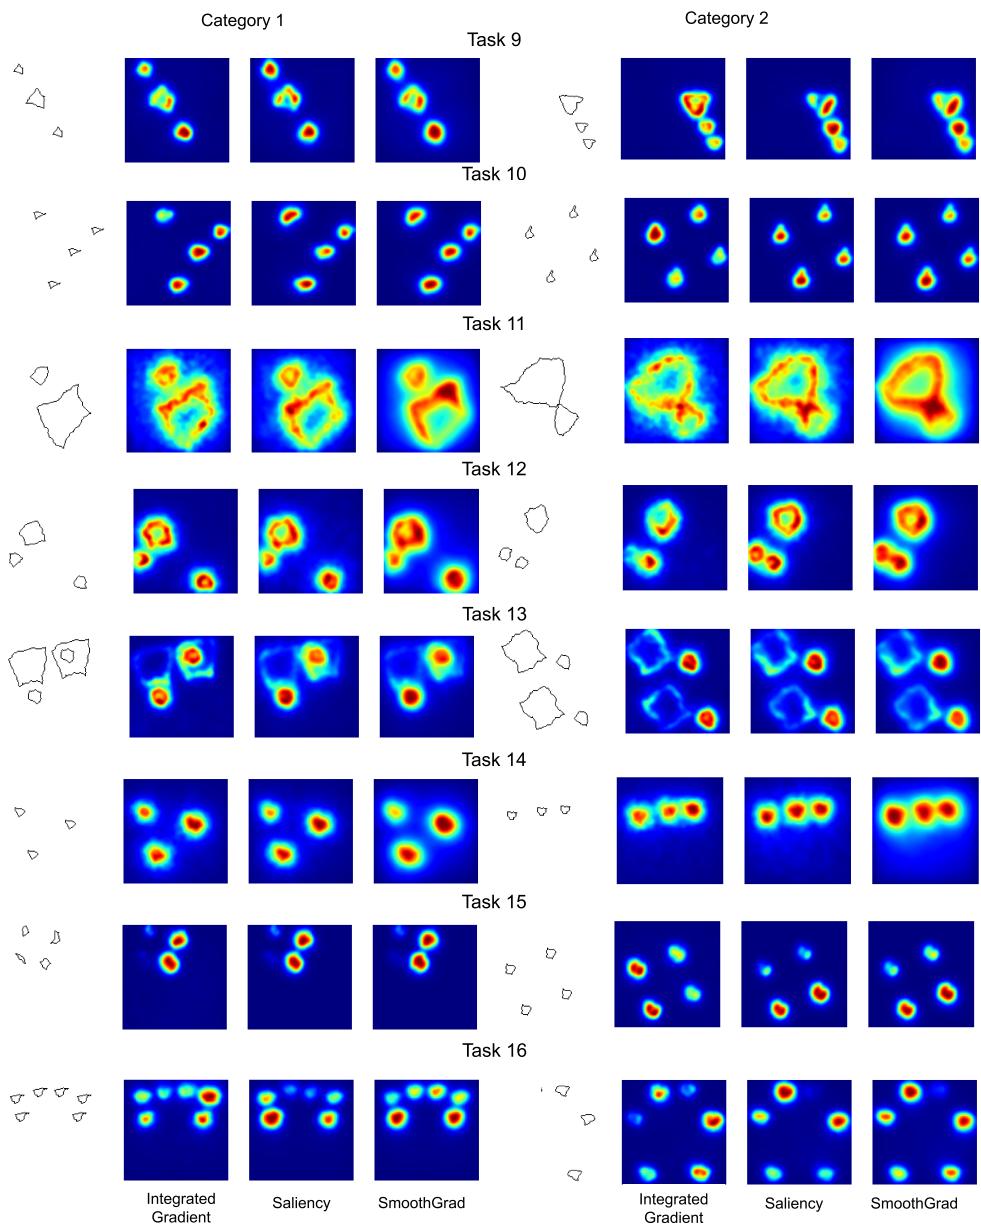 Category 1
Category 2
Task 9
Task 10
Task 11
Task 12
Task 13
Task 14
Task 15
Task 16
Integrated
Gradient
Saliency
SmoothGrad
Integrated
Gradient
Saliency
SmoothGrad